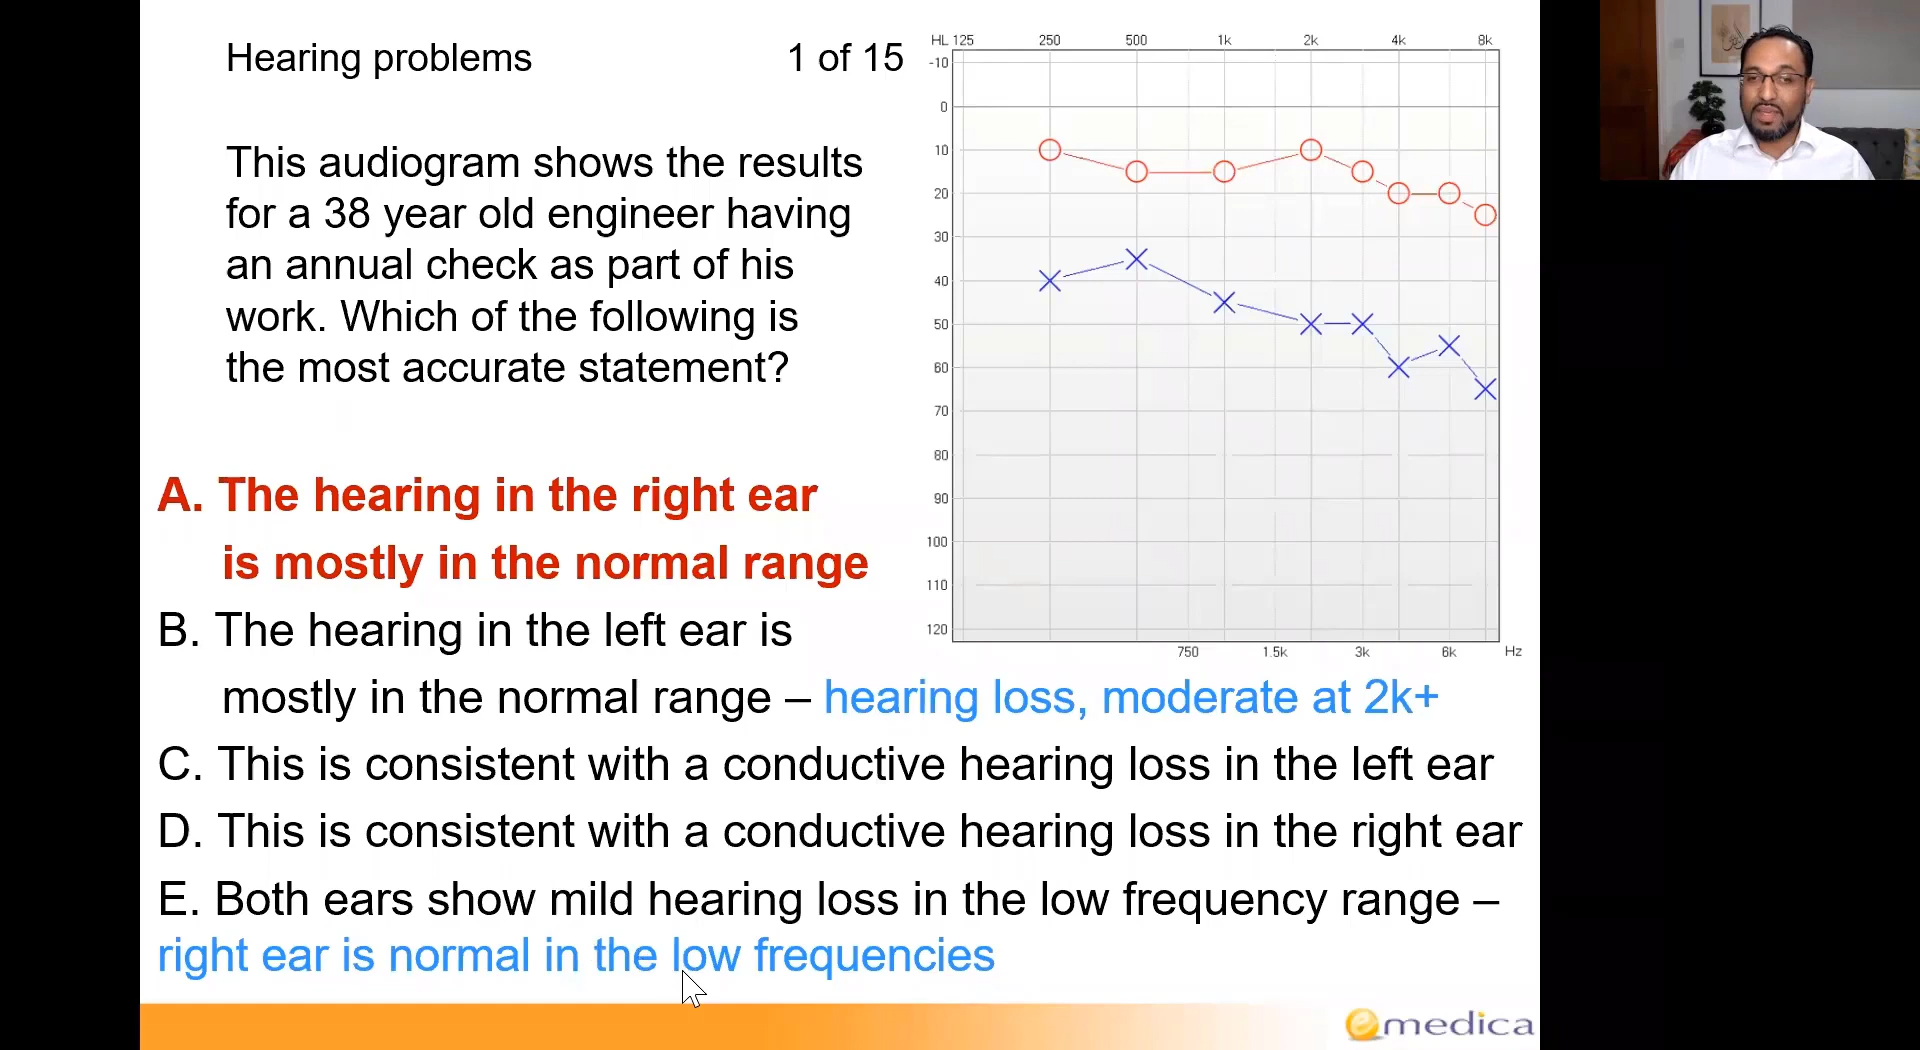 Hearing problems
1 of 15
This audiogram shows the results
for a 38 year old engineer having
an annual check as part of his
work. Which of the following is
the most accurate statement?
HL 125 250 500 1k 2k 4k 8k
-10
0
10
20
30
40
50
60
70
80
90
100
110
120
750 1.5k 3k 6k Hz
A. The hearing in the right ear
is mostly in the normal range
B. The hearing in the left ear is
mostly in the normal range – hearing loss, moderate at 2k+
C. This is consistent with a conductive hearing loss in the left ear
D. This is consistent with a conductive hearing loss in the right ear
E. Both ears show mild hearing loss in the low frequency range –
right ear is normal in the low frequencies
emedica